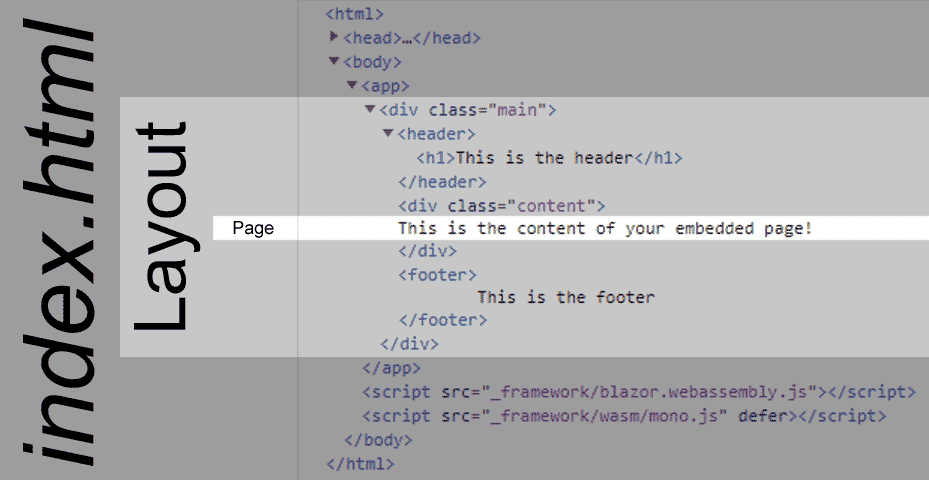 index.html
Layout
Page
<html>
<head>…</head>
<body>
<app>
<div class="main">
<header>
<h1>This is the header</h1>
</header>
<div class="content">
This is the content of your embedded page!
</div>
<footer>
This is the footer
</footer>
</div>
</app>
<script src="_framework/blazor.webassembly.js"></script>
<script src="_framework/wasm/mono.js" defer></script>
</body>
</html>